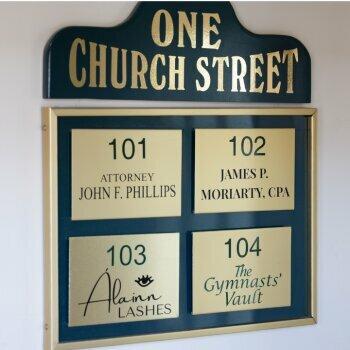 ONE
CHURCH STREET
101
ATTORNEY
JOHN F. PHILLIPS
102
JAMES P.
MORIARTY, CPA
103
Álainn
LASHES
104
The
Gymnasts'
Vault